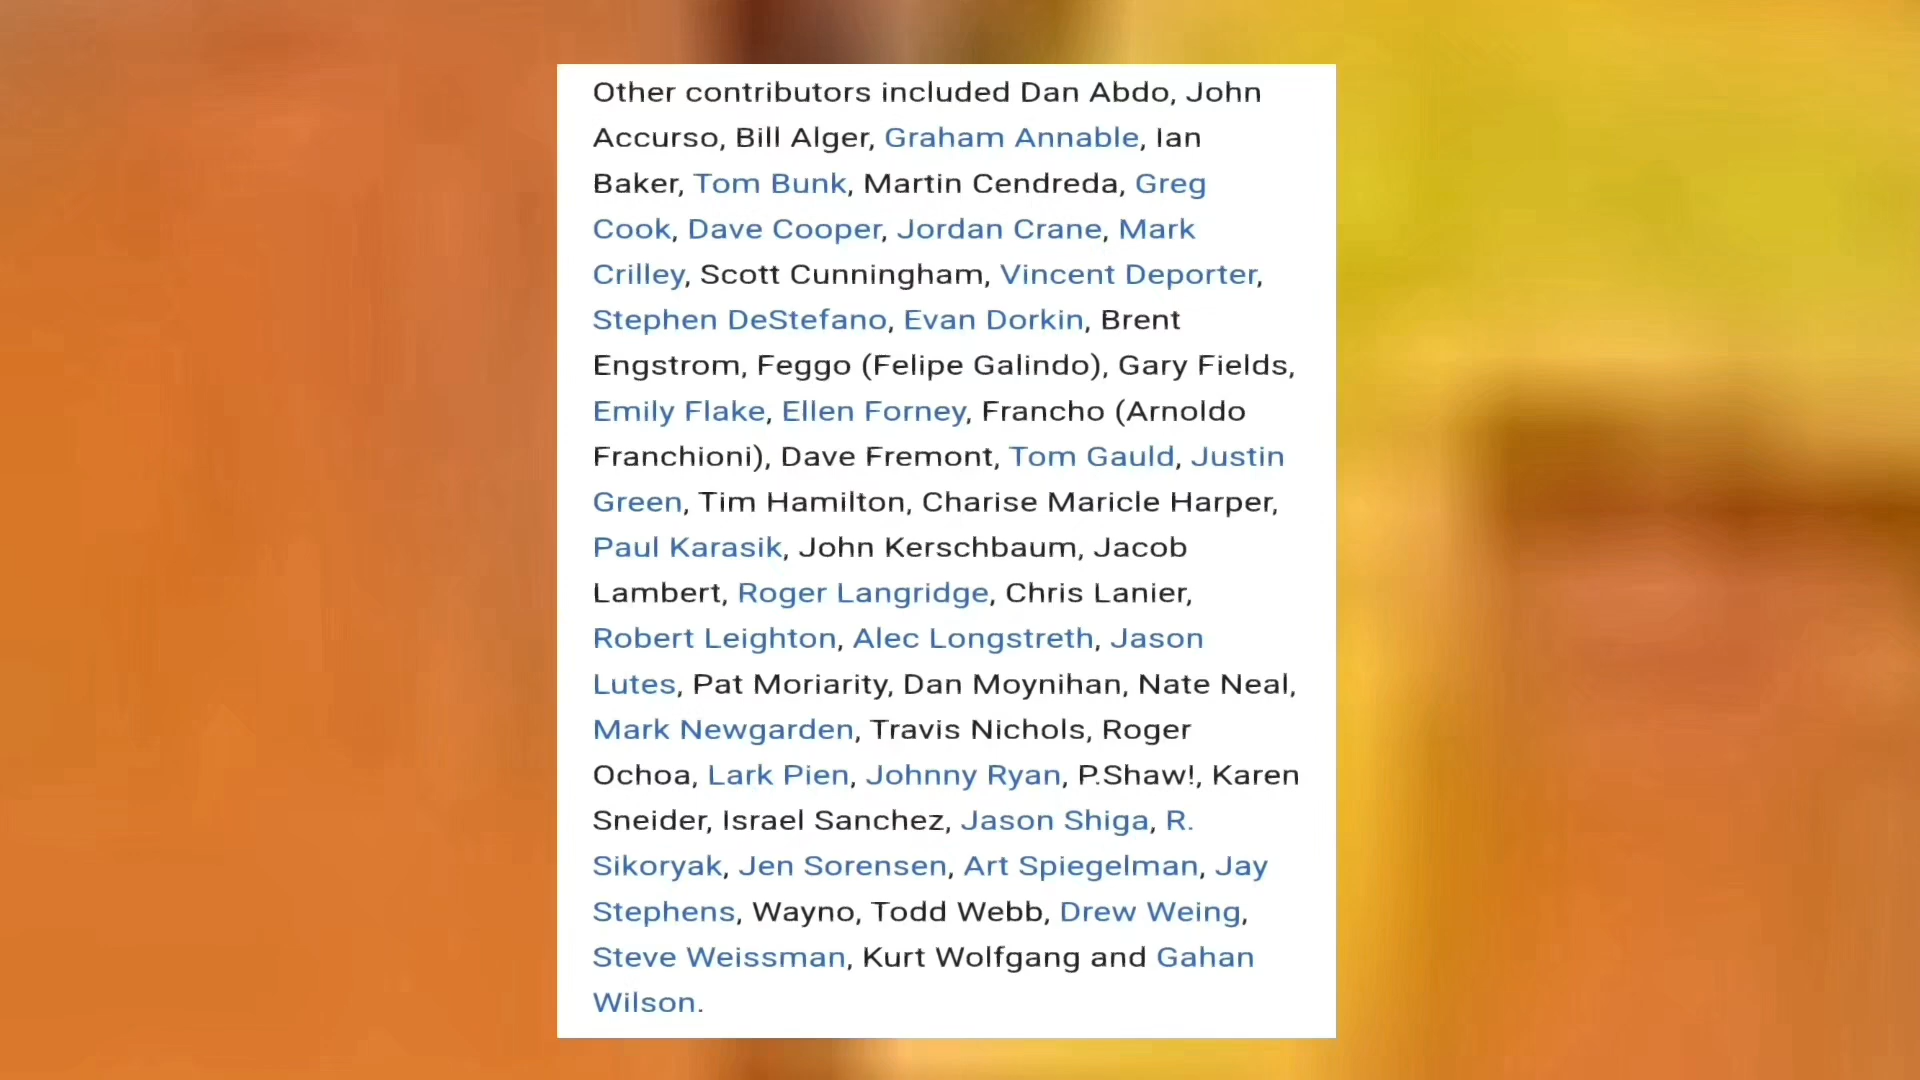 Other contributors included Dan Abdo, John
Accurso, Bill Alger, Graham Annable, Ian
Baker, Tom Bunk, Martin Cendreda, Greg
Cook, Dave Cooper, Jordan Crane, Mark
Crilley, Scott Cunningham, Vincent Deporter,
Stephen DeStefano, Evan Dorkin, Brent
Engstrom, Feggo (Felipe Galindo), Gary Fields,
Emily Flake, Ellen Forney, Francho (Arnoldo
Franchioni), Dave Fremont, Tom Gauld, Justin
Green, Tim Hamilton, Charise Maricle Harper,
Paul Karasik, John Kerschbaum, Jacob
Lambert, Roger Langridge, Chris Lanier,
Robert Leighton, Alec Longstreth, Jason
Lutes, Pat Moriarity, Dan Moynihan, Nate Neal,
Mark Newgarden, Travis Nichols, Roger
Ochoa, Lark Pien, Johnny Ryan, P.Shaw!, Karen
Sneider, Israel Sanchez, Jason Shiga, R.
Sikoryak, Jen Sorensen, Art Spiegelman, Jay
Stephens, Wayno, Todd Webb, Drew Weing,
Steve Weissman, Kurt Wolfgang and Gahan
Wilson.